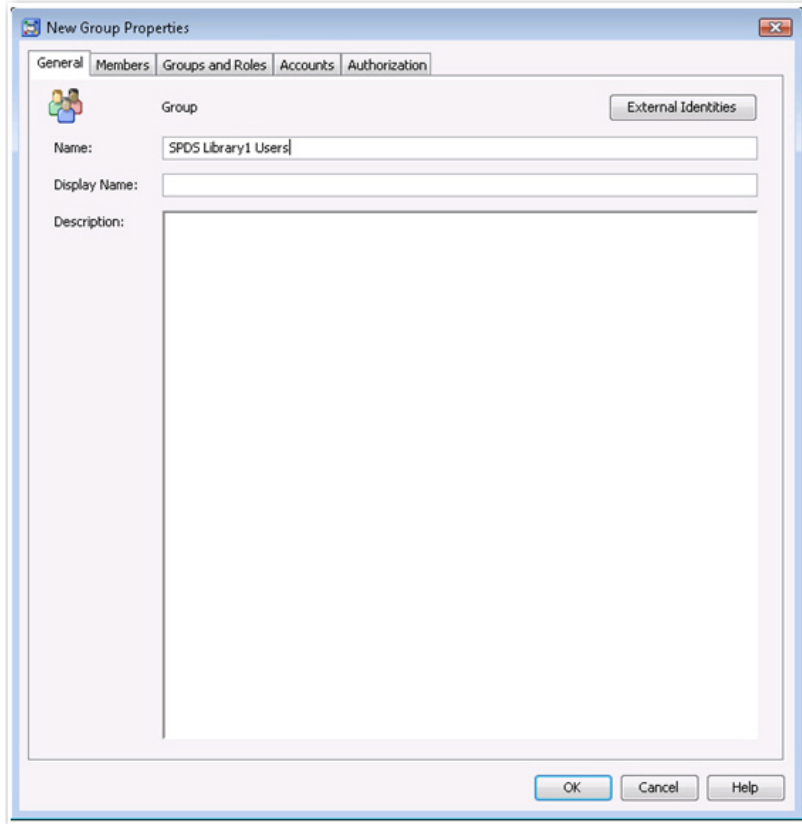 New Group Properties
General Members Groups and Roles Accounts Authorization
Group External Identities
Name: SPDS Library1 Users
Display Name:
Description:
OK Cancel Help